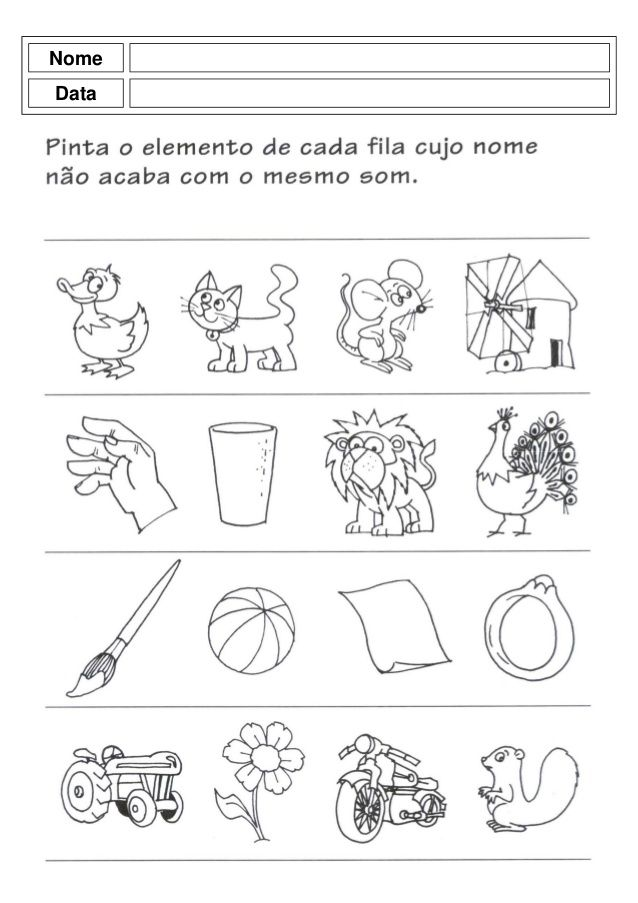 Nome
Data
Pinta o elemento de cada fila cujo nome
não acaba com o mesmo som.